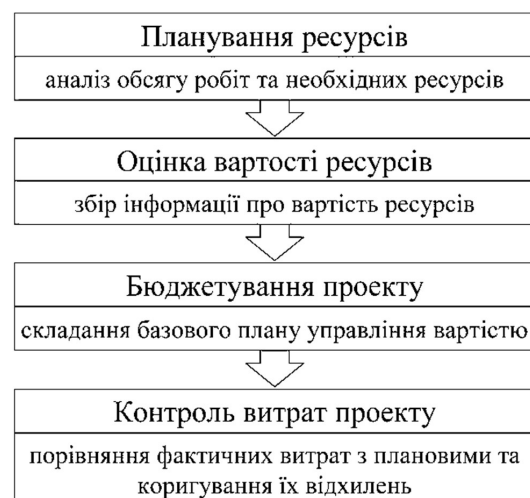 Планування ресурсів
аналіз обсягу робіт та необхідних ресурсів
Оцінка вартості ресурсів
збір інформації про вартість ресурсів
Бюджетування проекту
складання базового плану управління вартістю
Контроль витрат проекту
порівняння фактичних витрат з плановими та
коригування їх відхилень